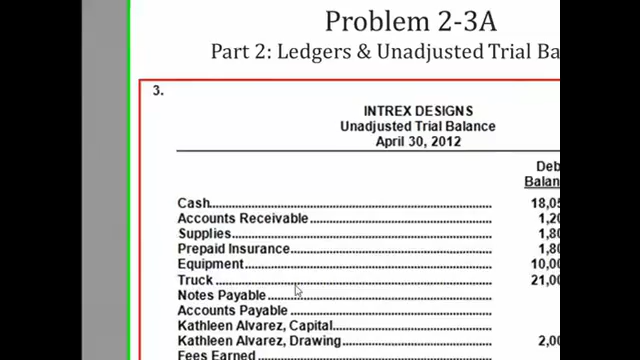 Problem 2-3A
Part 2: Ledgers & Unadjusted Trial Ba
3.
INTREX DESIGNS
Unadjusted Trial Balance
April 30, 2012
Deb
Balan
Cash 18,05
Accounts Receivable 1,20
Supplies 1,80
Prepaid Insurance 1,80
Equipment 10,00
Truck 21,00
Notes Payable
Accounts Payable
Kathleen Alvarez, Capital
Kathleen Alvarez, Drawing 2,00
Fees Earned